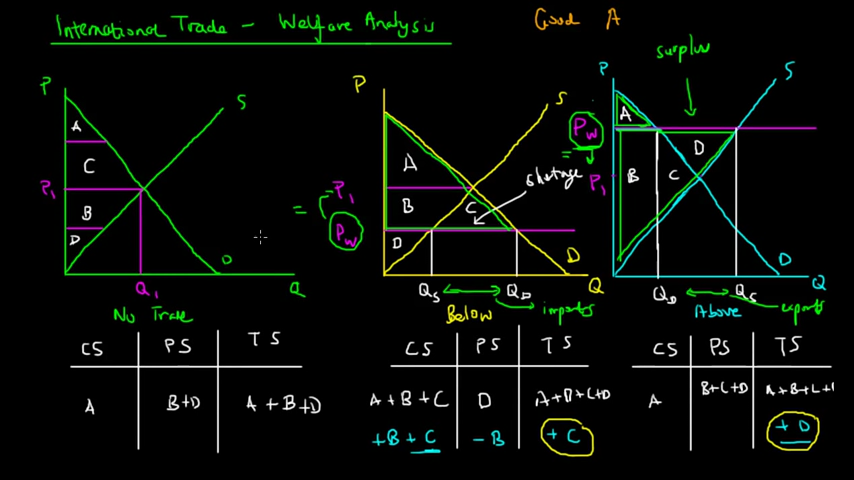 International Trade - Welfare Analysis
Good A
surplus
P
S
A
C
P1
B
D
Q1
D
Q
No Trade
P
S
A
B
C
D
shortage
= P1
Pw
D
QS
QD
Q
imports
Below
P
S
A
Pw
=
P1
B
C
D
D
QD
QS
Q
exports
Above
CS PS TS
A B+D A+B+D
CS PS TS
A+B+C D A+B+C+D
+B+C -B +C
CS PS TS
A B+C+D A+B+C+
+D